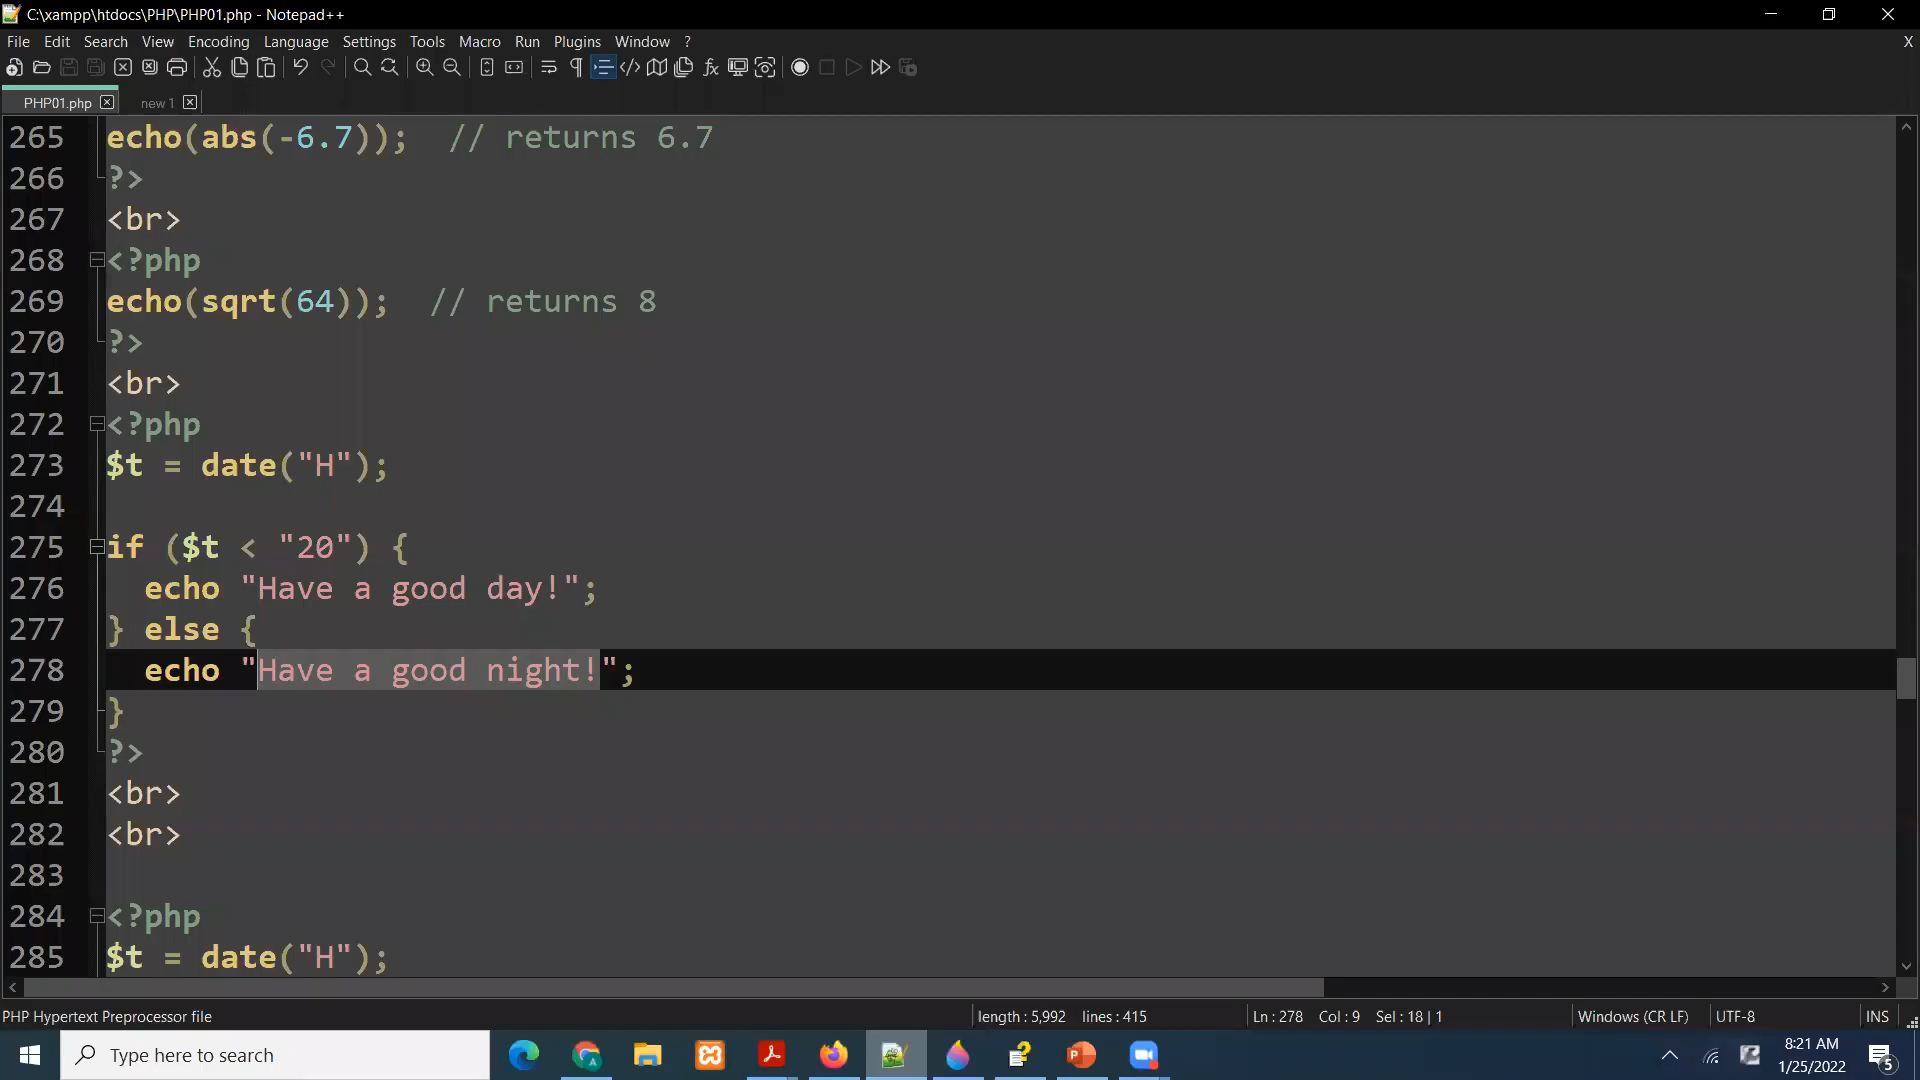 C:\xampp\htdocs\PHP\PHP01.php - Notepad++
File Edit Search View Encoding Language Settings Tools Macro Run Plugins Window ? X
PHP01.php new 1
265 echo(abs(-6.7));  // returns 6.7
266 ?>
267 <br>
268 <?php
269 echo(sqrt(64));  // returns 8
270 ?>
271 <br>
272 <?php
273 $t = date("H");
274
275 if ($t < "20") {
276   echo "Have a good day!";
277 } else {
278   echo "Have a good night!";
279 }
280 ?>
281 <br>
282 <br>
283
284 <?php
285 $t = date("H");
PHP Hypertext Preprocessor file length : 5,992 lines : 415 Ln : 278 Col : 9 Sel : 18 | 1 Windows (CR LF) UTF-8 INS
Type here to search
8:21 AM
1/25/2022
5